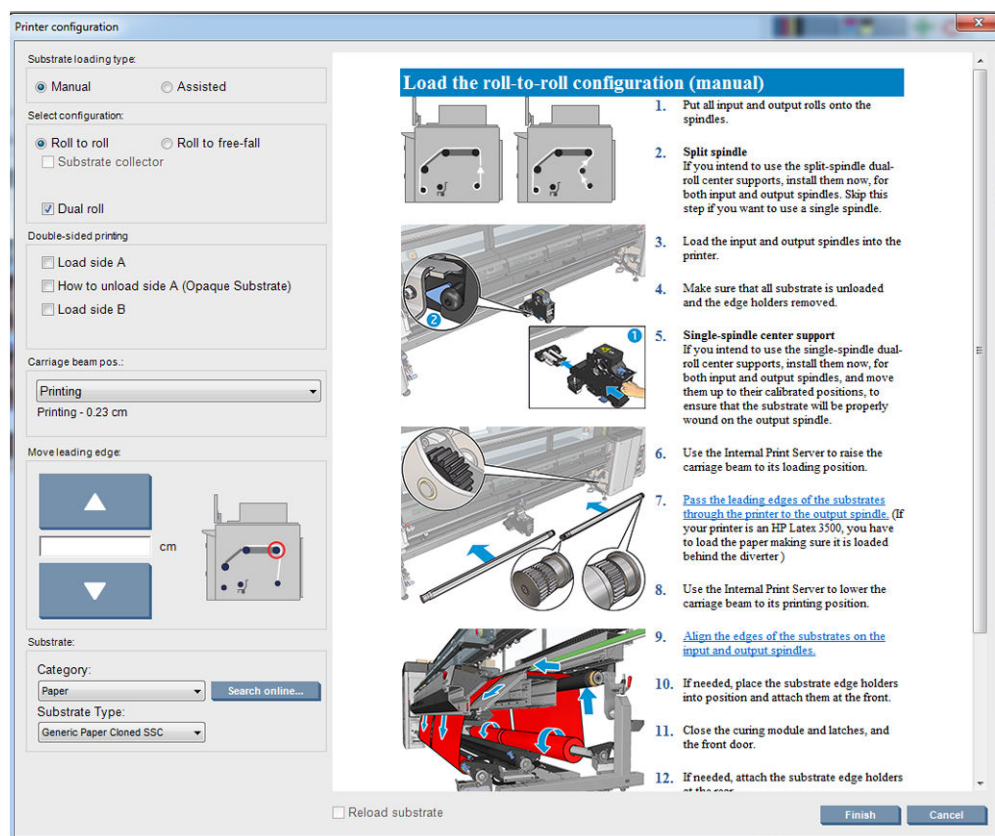 Printer configuration
Substrate loading type:
Manual
Assisted
Select configuration:
Roll to roll
Roll to free-fall
Substrate collector
Dual roll
Double-sided printing
Load side A
How to unload side A (Opaque Substrate)
Load side B
Carriage beam pos.:
Printing
Printing - 0.23 cm
Move leading edge:
cm
Substrate:
Category:
Paper
Search online...
Substrate Type:
Generic Paper Cloned SSC
Load the roll-to-roll configuration (manual)
1. Put all input and output rolls onto the
spindles.
2. Split spindle
If you intend to use the split-spindle dual-
roll center supports, install them now, for
both input and output spindles. Skip this
step if you want to use a single spindle.
3. Load the input and output spindles into the
printer.
4. Make sure that all substrate is unloaded
and the edge holders removed.
2
1
5. Single-spindle center support
If you intend to use the single-spindle dual-
roll center supports, install them now, for
both input and output spindles, and move
them up to their calibrated positions, to
ensure that the substrate will be properly
wound on the output spindle.
6. Use the Internal Print Server to raise the
carriage beam to its loading position.
7. Pass the leading edges of the substrates
through the printer to the output spindle. (If
your printer is an HP Latex 3500, you have
to load the paper making sure it is loaded
behind the diverter )
8. Use the Internal Print Server to lower the
carriage beam to its printing position.
9. Align the edges of the substrates on the
input and output spindles.
10. If needed, place the substrate edge holders
into position and attach them at the front.
11. Close the curing module and latches, and
the front door.
12. If needed, attach the substrate edge holders
at the rear.
Reload substrate
Finish
Cancel